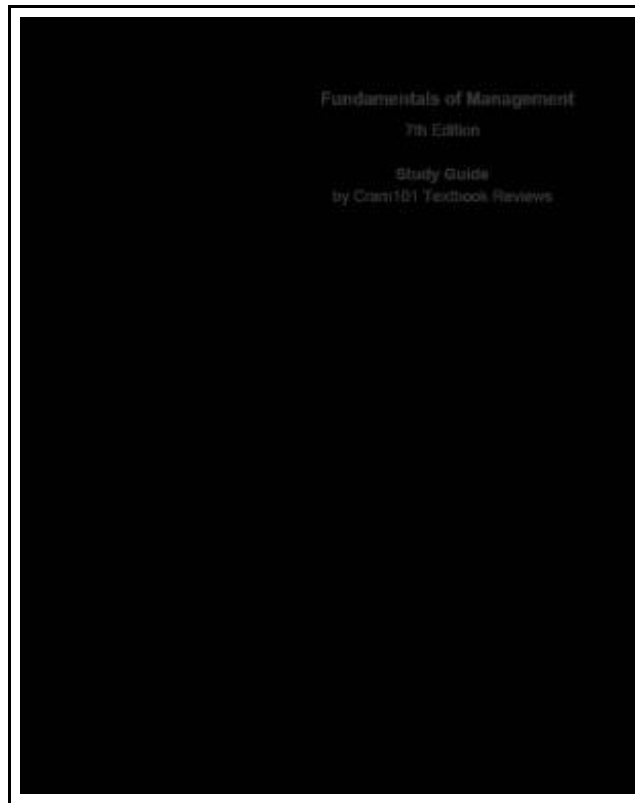 Fundamentals of Management
7th Edition
Study Guide
by Cram101 Textbook Reviews